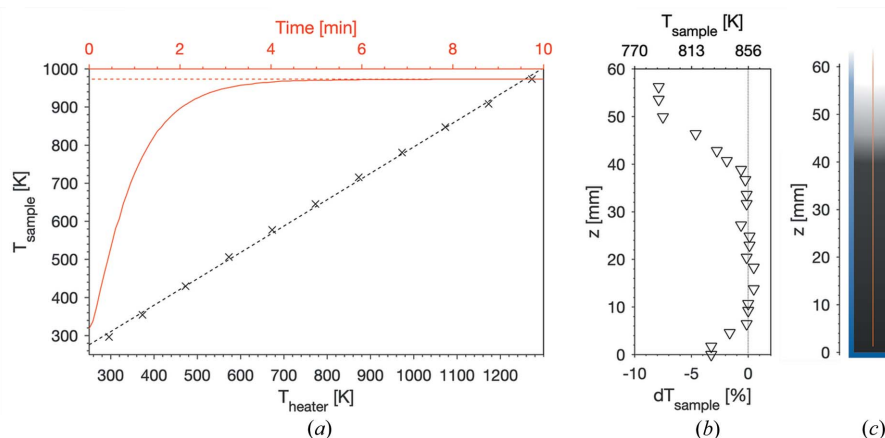 Time [min]
0 2 4 6 8 10
1000
900
800
700
600
500
400
300
T_sample [K]
300 400 500 600 700 800 900 1000 1100 1200
T_heater [K]
(a)
T_sample [K]
770 813 856
60
50
40
30
20
10
0
z [mm]
-10 -5 0
dT_sample [%]
(b)
60
50
40
30
20
10
0
z [mm]
(c)